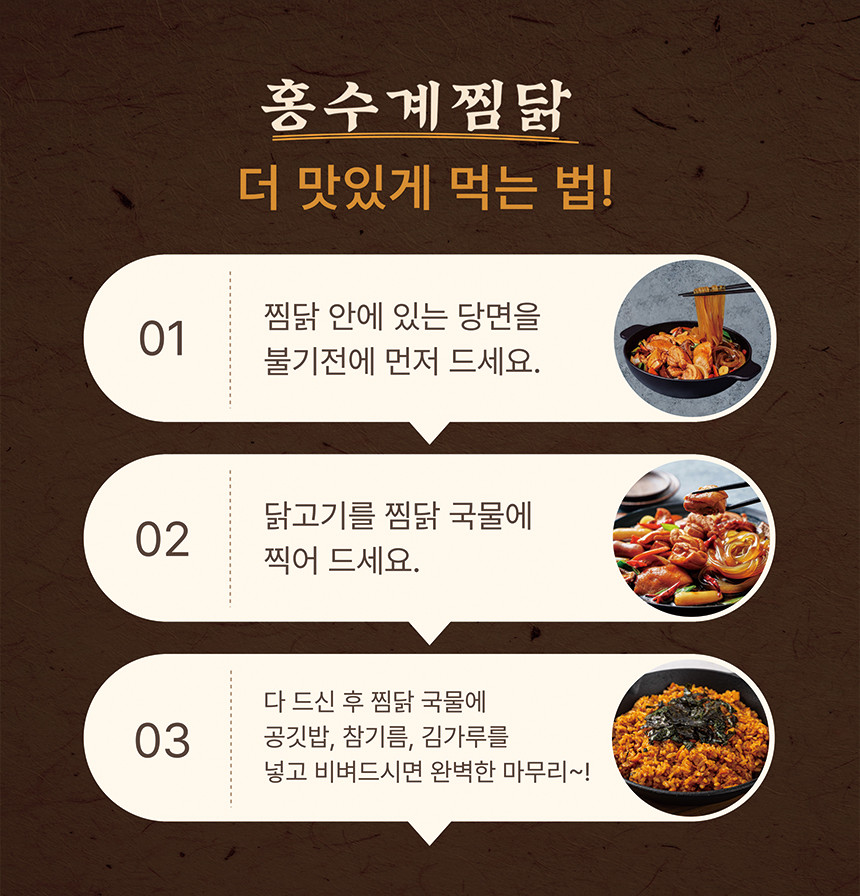 홍수계찜닭
더 맛있게 먹는 법!
01
찜닭 안에 있는 당면을
불기전에 먼저 드세요.
02
닭고기를 찜닭 국물에
찍어 드세요.
03
다 드신 후 찜닭 국물에
공깃밥, 참기름, 김가루를
넣고 비벼드시면 완벽한 마무리~!